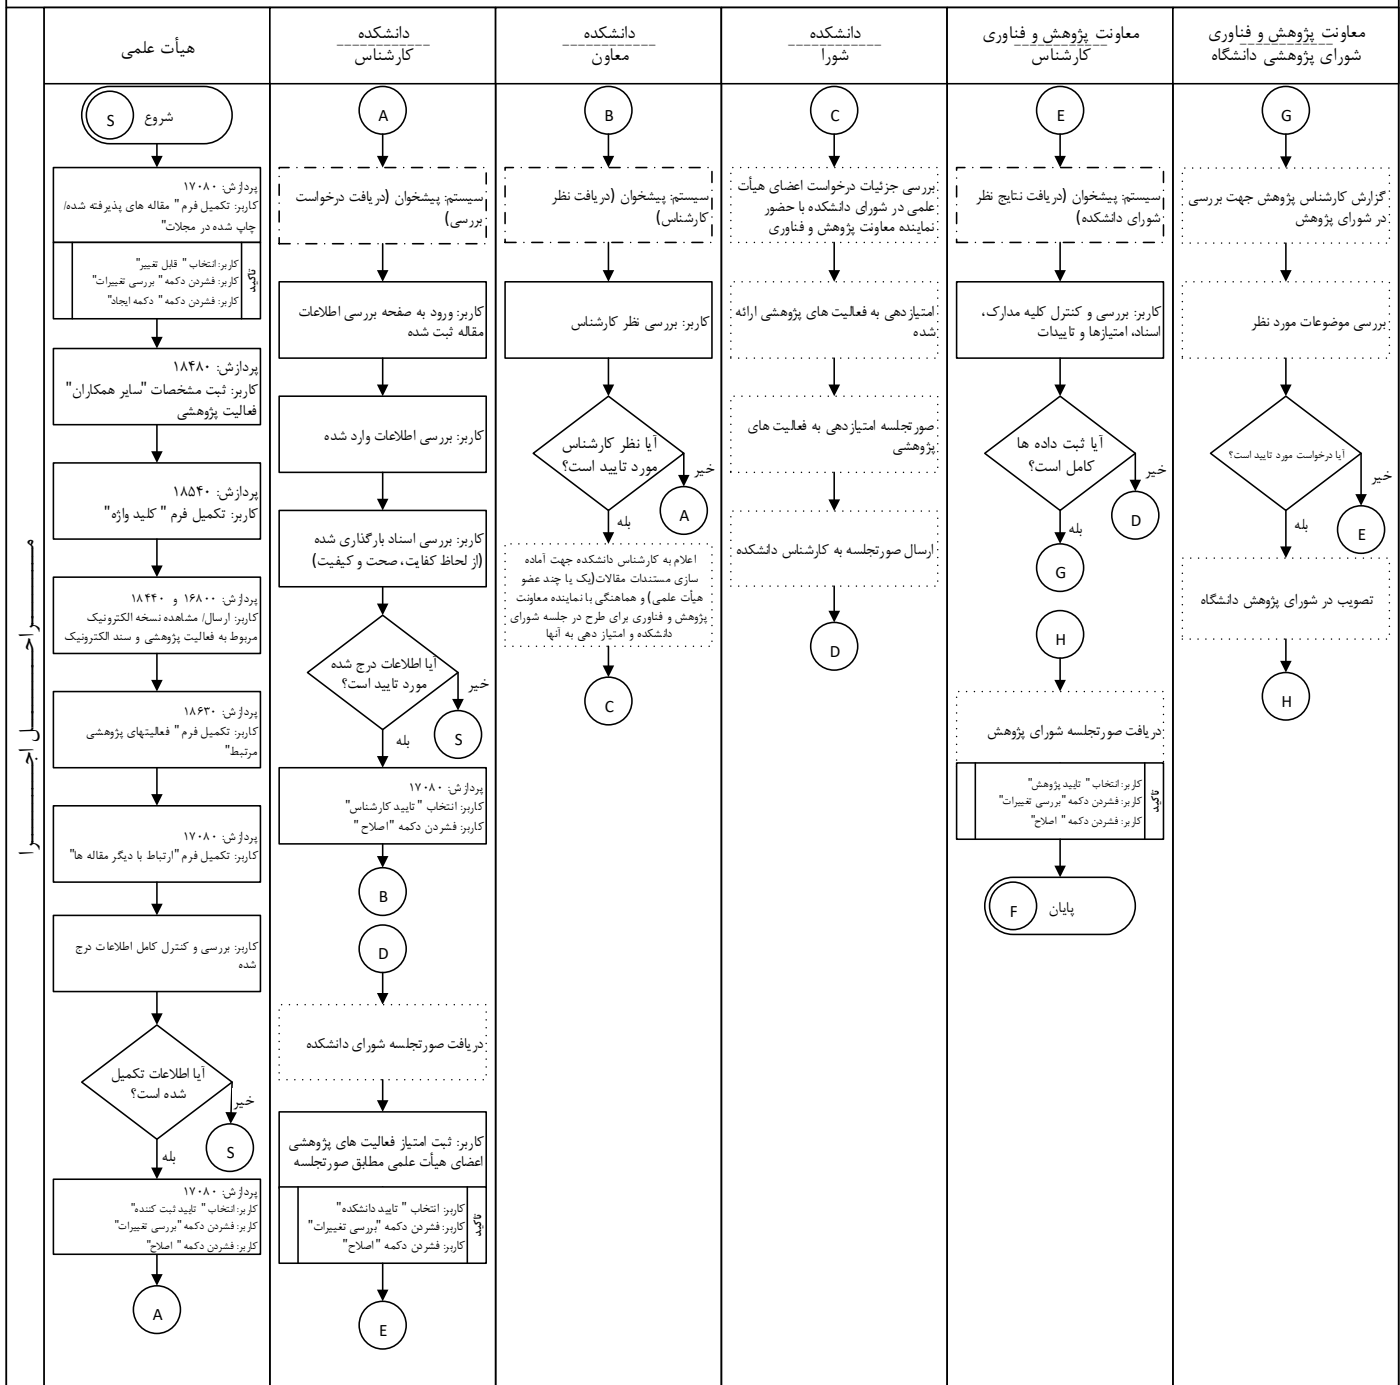 هیأت علمی
شروع
S
پردازش: ۱۷۰۸۰
کاربر: تکمیل فرم " مقاله های پذیرفته شده/
چاپ شده در مجلات"
تاکید
کاربر: انتخاب " قابل تغییر"
کاربر: فشردن دکمه " بررسی تغییرات"
کاربر: فشردن دکمه " دکمه ایجاد"
پردازش: ۱۸۴۸۰
کاربر: ثبت مشخصات "سایر همکاران"
فعالیت پژوهشی
پردازش: ۱۸۵۴۰
کاربر: تکمیل فرم " کلید واژه"
پردازش: ۱۶۸۰۰ و ۱۸۴۴۰
کاربر: ارسال/ مشاهده نسخه الکترونیک
مربوط به فعالیت پژوهشی و سند الکترونیک
پردازش: ۱۸۶۳۰
کاربر: تکمیل فرم " فعالیتهای پژوهشی
مرتبط"
پردازش: ۱۷۰۸۰
کاربر: تکمیل فرم "ارتباط با دیگر مقاله ها"
کاربر: بررسی و کنترل کامل اطلاعات درج
شده
آیا اطلاعات تکمیل
شده است؟
خیر
S
بله
پردازش: ۱۷۰۸۰
کاربر: انتخاب " تایید ثبت کننده"
کاربر: فشردن دکمه "بررسی تغییرات"
کاربر: فشردن دکمه " اصلاح"
A
دانشکده
کارشناس
A
سیستم: پیشخوان (دریافت درخواست
بررسی)
کاربر: ورود به صفحه بررسی اطلاعات
مقاله ثبت شده
کاربر: بررسی اطلاعات وارد شده
کاربر: بررسی اسناد بارگذاری شده
(از لحاظ کفایت، صحت و کیفیت)
آیا اطلاعات درج شده
مورد تایید است؟
خیر
S
بله
پردازش: ۱۷۰۸۰
کاربر: انتخاب " تایید کارشناس"
کاربر: فشردن دکمه "اصلاح "
B
D
دریافت صورتجلسه شورای دانشکده
کاربر: ثبت امتیاز فعالیت های پژوهشی
اعضای هیأت علمی مطابق صورتجلسه
تاکید
کاربر: انتخاب " تایید دانشکده"
کاربر: فشردن دکمه "بررسی تغییرات"
کاربر: فشردن دکمه "اصلاح"
E
دانشکده
معاون
B
سیستم: پیشخوان (دریافت نظر
کارشناس)
کاربر: بررسی نظر کارشناس
آیا نظر کارشناس
مورد تایید است؟
خیر
A
بله
اعلام به کارشناس دانشکده جهت آماده
سازی مستندات مقالات(یک یا چند عضو
هیأت علمی) و هماهنگی با نماینده معاونت
پژوهش و فناوری برای طرح در جلسه شورای
دانشکده و امتیاز دهی به آنها
C
دانشکده
شورا
C
بررسی جزئیات درخواست اعضای هیأت
علمی در شورای دانشکده با حضور
نماینده معاونت پژوهش و فناوری
امتیازدهی به فعالیت های پژوهشی ارائه
شده
صورتجلسه امتیازدهی به فعالیت های
پژوهشی
ارسال صورتجلسه به کارشناس دانشکده
D
معاونت پژوهش و فناوری
کارشناس
E
سیستم: پیشخوان (دریافت نتایج نظر
شورای دانشکده)
کاربر: بررسی و کنترل کلیه مدارک،
اسناد، امتیازها و تاییدات
آیا ثبت داده ها
کامل است؟
خیر
D
بله
G
H
دریافت صورتجلسه شورای پژوهش
تاکید
کاربر: انتخاب " تایید پژوهش"
کاربر: فشردن دکمه "بررسی تغییرات"
کاربر: فشردن دکمه " اصلاح"
پایان
F
معاونت پژوهش و فناوری
شورای پژوهشی دانشگاه
G
گزارش کارشناس پژوهش جهت بررسی
در شورای پژوهش
بررسی موضوعات مورد نظر
آیا درخواست مورد تایید است؟
خیر
E
بله
تصویب در شورای پژوهش دانشگاه
H
مـــراحـــل اجـــرا